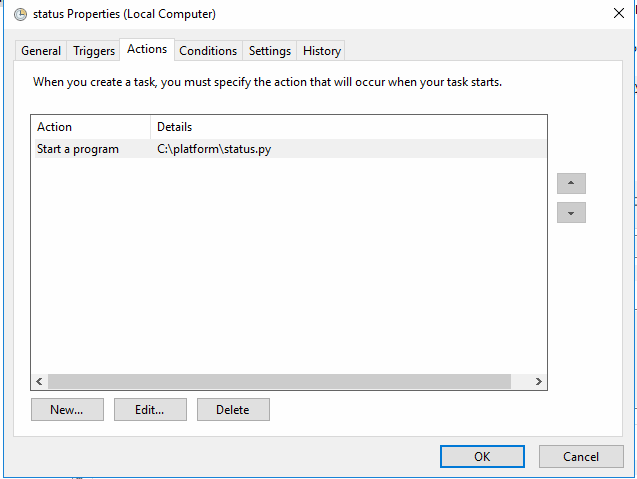 status Properties (Local Computer)
General Triggers Actions Conditions Settings History
When you create a task, you must specify the action that will occur when your task starts.
Action Details
Start a program C:\platform\status.py
New... Edit... Delete
OK Cancel